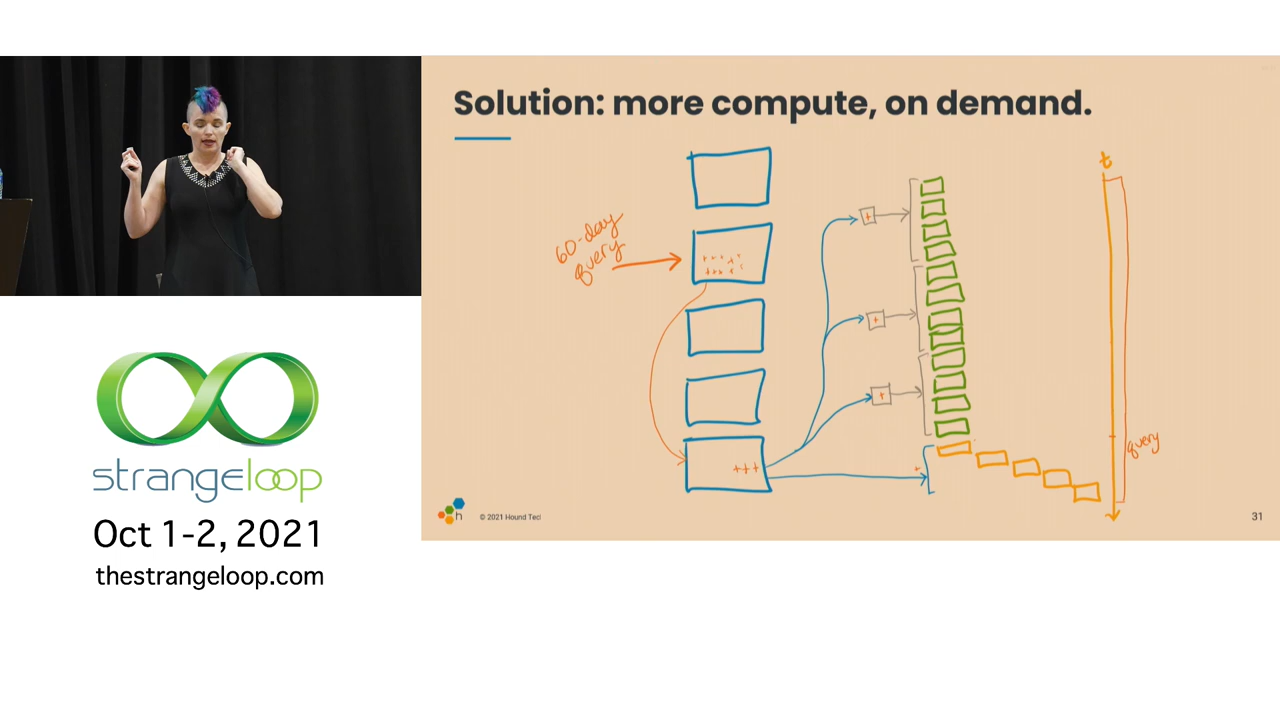 Solution: more compute, on demand.
t
60-day
query
+
+
+
+++
+
query
h
© 2021 Hound Tecl
31
strangeloop
Oct 1-2, 2021
thestrangeloop.com